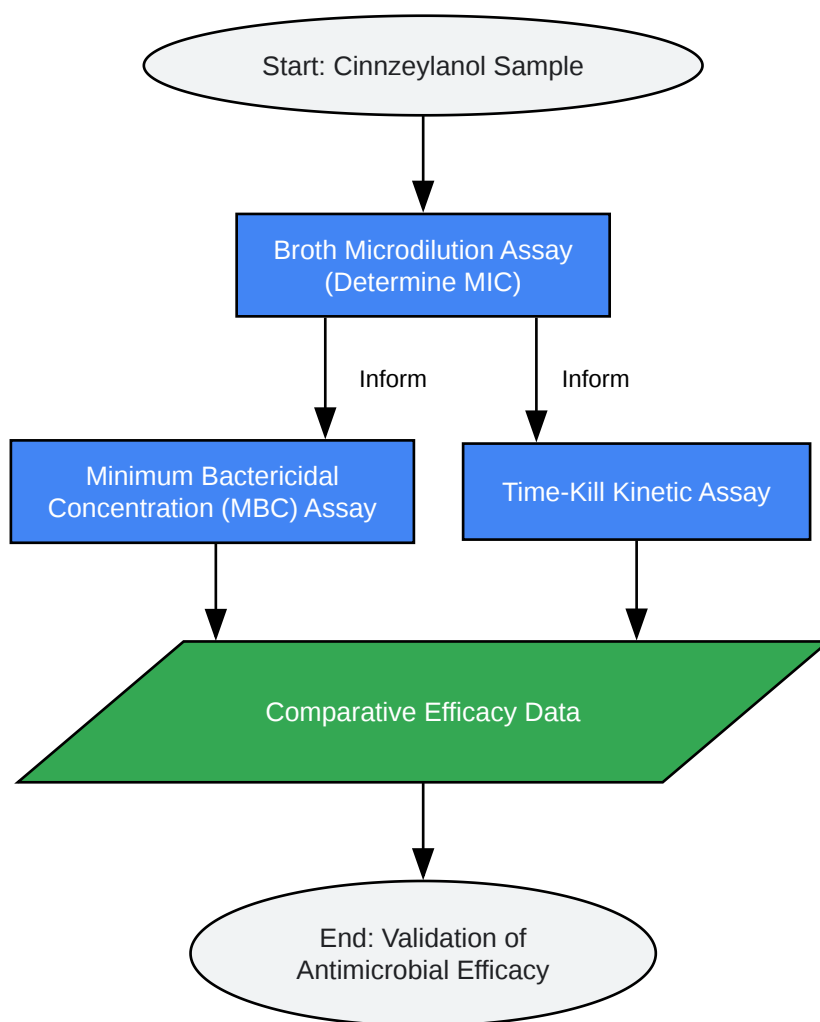 Start: Cinnzeylanol Sample
Broth Microdilution Assay
(Determine MIC)
Inform
Inform
Minimum Bactericidal
Concentration (MBC) Assay
Time-Kill Kinetic Assay
Comparative Efficacy Data
End: Validation of
Antimicrobial Efficacy